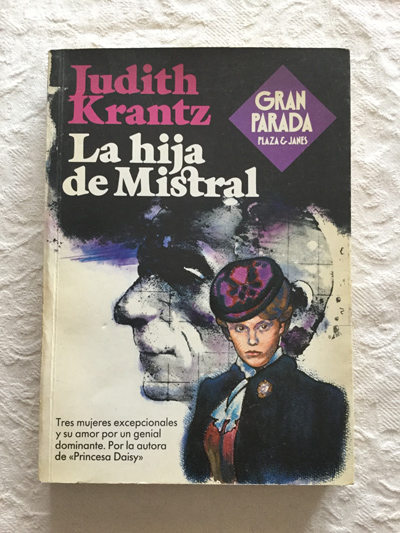 Judith
Krantz
GRAN
PARADA
PLAZA & JANES
La hija
de Mistral
Tres mujeres excepcionales
y su amor por un genial
dominante. Por la autora
de «Princesa Daisy»